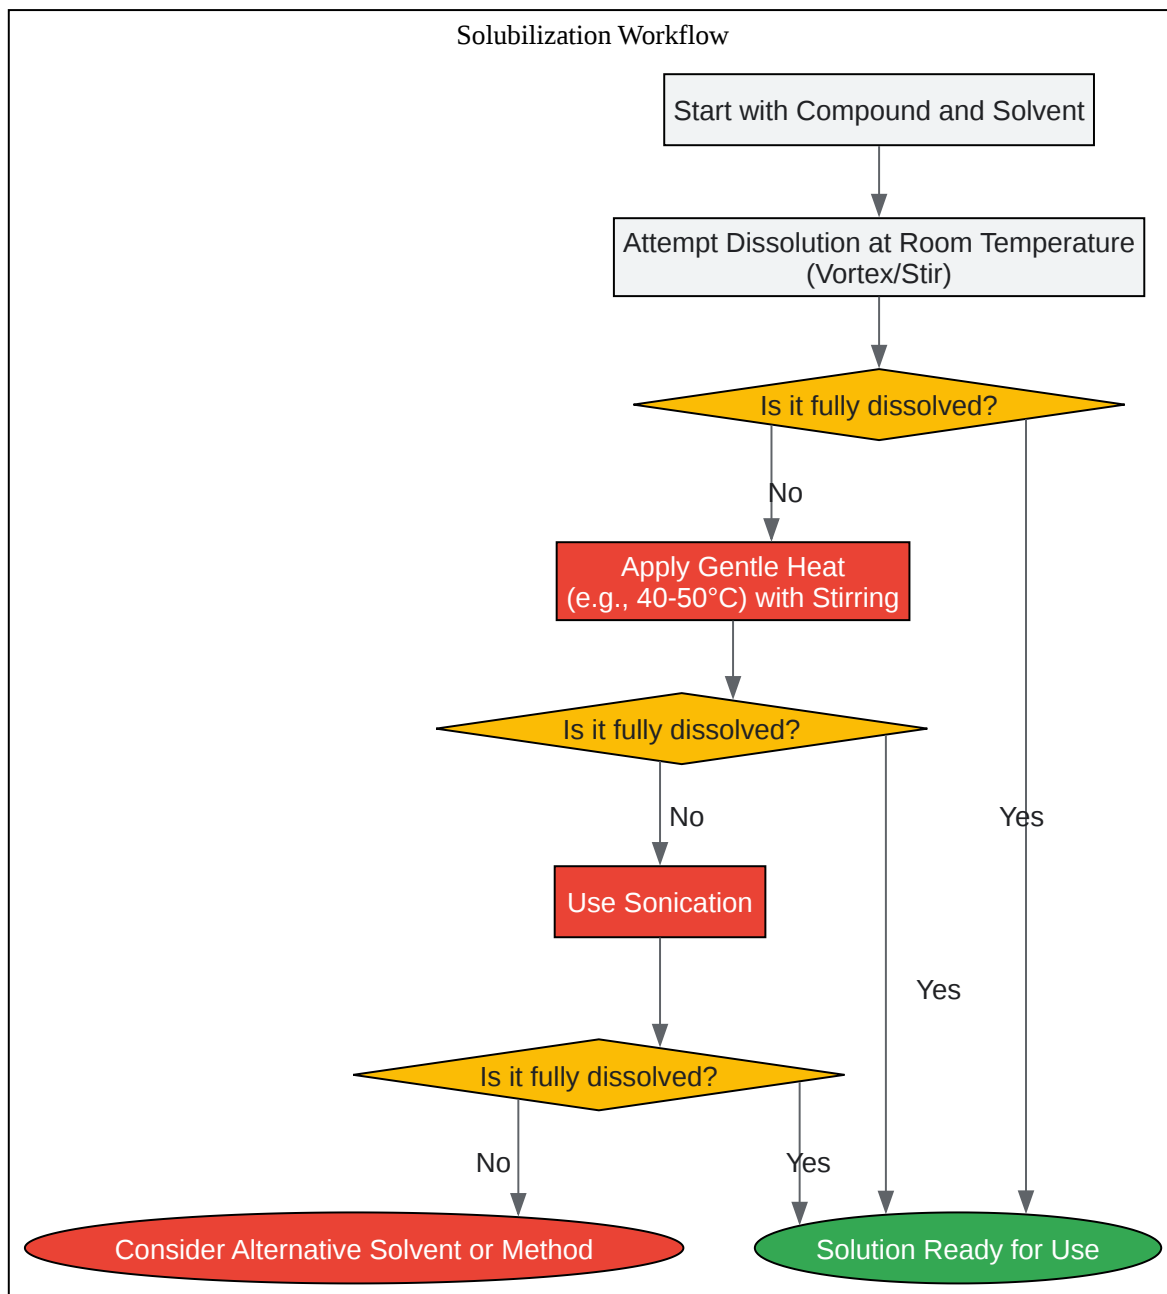 Solubilization Workflow
Start with Compound and Solvent
Attempt Dissolution at Room Temperature
(Vortex/Stir)
Is it fully dissolved?
No
Apply Gentle Heat
(e.g., 40-50°C) with Stirring
Is it fully dissolved?
No
Yes
Use Sonication
Yes
Is it fully dissolved?
No
Yes
Consider Alternative Solvent or Method
Solution Ready for Use